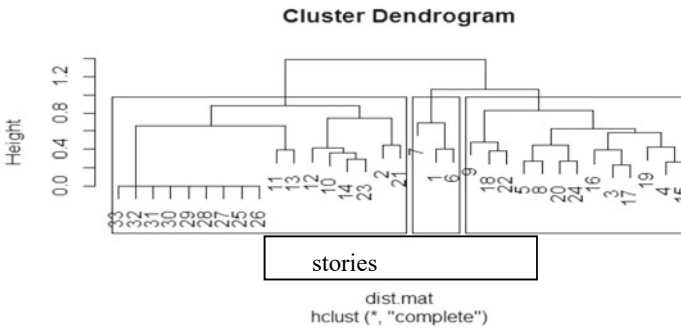 Cluster Dendrogram
Height
0.0 0.4 0.8 1.2
33 32 31 30 29 28 27 25 26 11 13 12 10 14 23 2 21 7 1 6 9 18 22 5 8 20 24 16 3 17 19 4 15
stories
dist.mat
hclust (*, "complete")